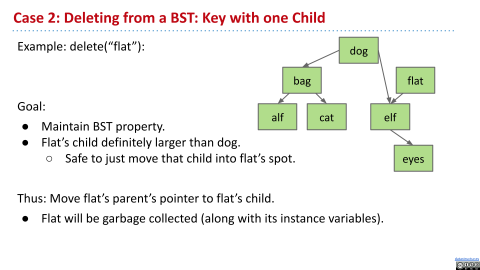 Case 2: Deleting from a BST: Key with one Child
Example: delete(“flat”):
dog
bag
flat
alf
cat
elf
eyes
Goal:
● Maintain BST property.
● Flat’s child definitely larger than dog.
○ Safe to just move that child into flat’s spot.
Thus: Move flat’s parent’s pointer to flat’s child.
● Flat will be garbage collected (along with its instance variables).